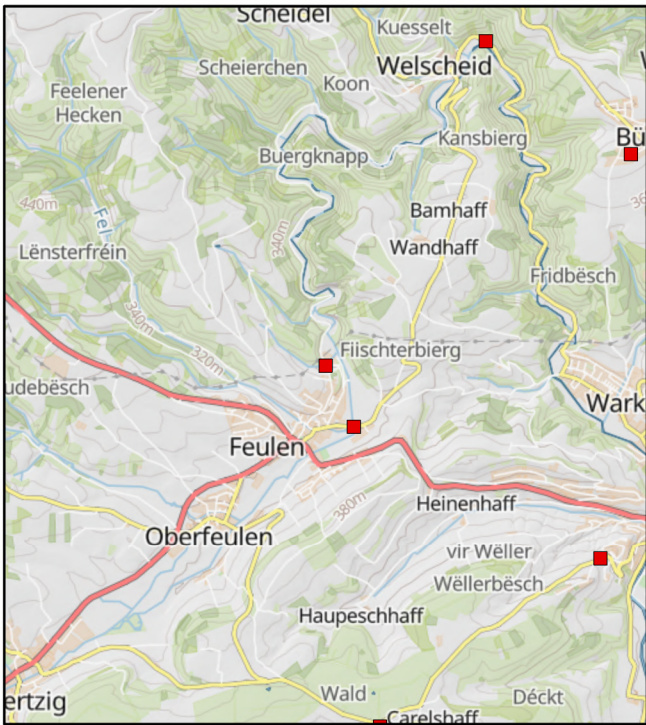 Scheidel
Kuesselt
Welscheid
Scheierchen
Koon
Feelener
Hecken
Bü
Kansbierg
Buergknapp
440m
Fel
Bamhaff
340m
Wandhaff
Lënsterfréin
Fridbësch
340m
320m
Fiischterbierg
udebësch
Wark
Feulen
380m
Heinenhaff
Oberfeulen
vir Wëller
Wëllerbësch
Haupeschhaff
ertzig
Wald
Déckt
Carelshaff